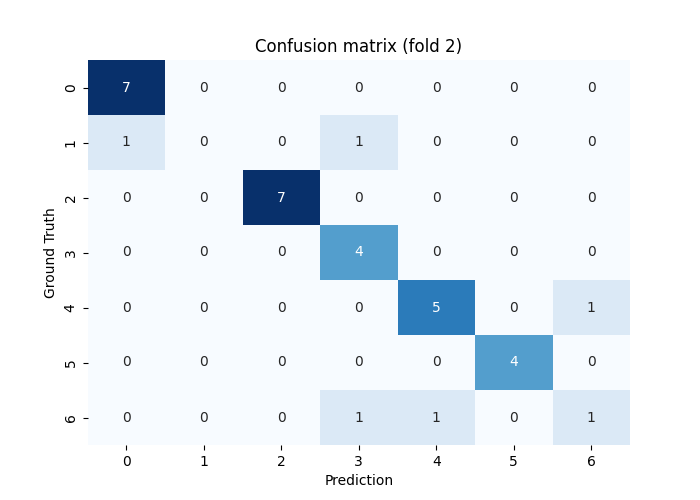 Confusion matrix (fold 2)
0 7 0 0 0 0 0 0
1 1 0 0 1 0 0 0
2 0 0 7 0 0 0 0
3 0 0 0 4 0 0 0
4 0 0 0 0 5 0 1
5 0 0 0 0 0 4 0
6 0 0 0 1 1 0 1
0 1 2 3 4 5 6
Ground Truth
Prediction